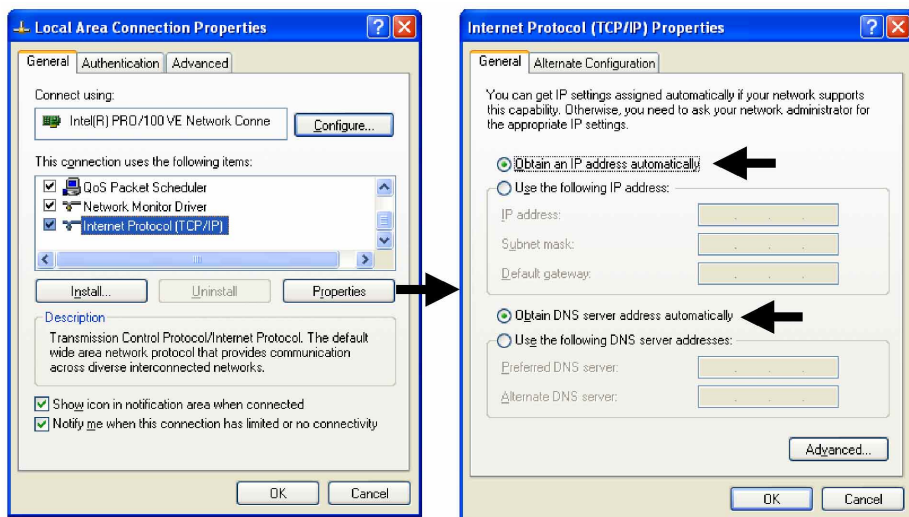 Local Area Connection Properties
General Authentication Advanced
Connect using:
Intel(R) PRO/100 VE Network Conne
Configure...
This connection uses the following items:
QoS Packet Scheduler
Network Monitor Driver
Internet Protocol (TCP/IP)
Install... Uninstall Properties
Description
Transmission Control Protocol/Internet Protocol. The default
wide area network protocol that provides communication
across diverse interconnected networks.
Show icon in notification area when connected
Notify me when this connection has limited or no connectivity
OK Cancel
Internet Protocol (TCP/IP) Properties
General Alternate Configuration
You can get IP settings assigned automatically if your network supports
this capability. Otherwise, you need to ask your network administrator for
the appropriate IP settings.
Obtain an IP address automatically
Use the following IP address:
IP address:
Subnet mask:
Default gateway:
Obtain DNS server address automatically
Use the following DNS server addresses:
Preferred DNS server:
Alternate DNS server:
Advanced...
OK Cancel